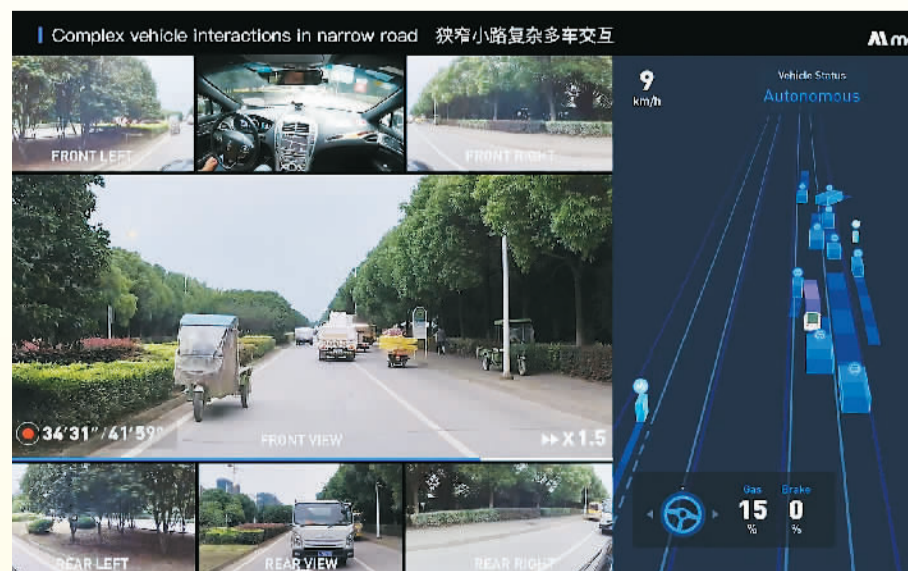 Complex vehicle interactions in narrow road 狭窄小路复杂多车交互
FRONT LEFT
FRONT RIGHT
9
km/h
Vehicle Status
Autonomous
34'31"/41'59"
FRONT VIEW
X 1.5
REAR LEFT
REAR VIEW
REAR RIGHT
Gas
15
%
Brake
0
%